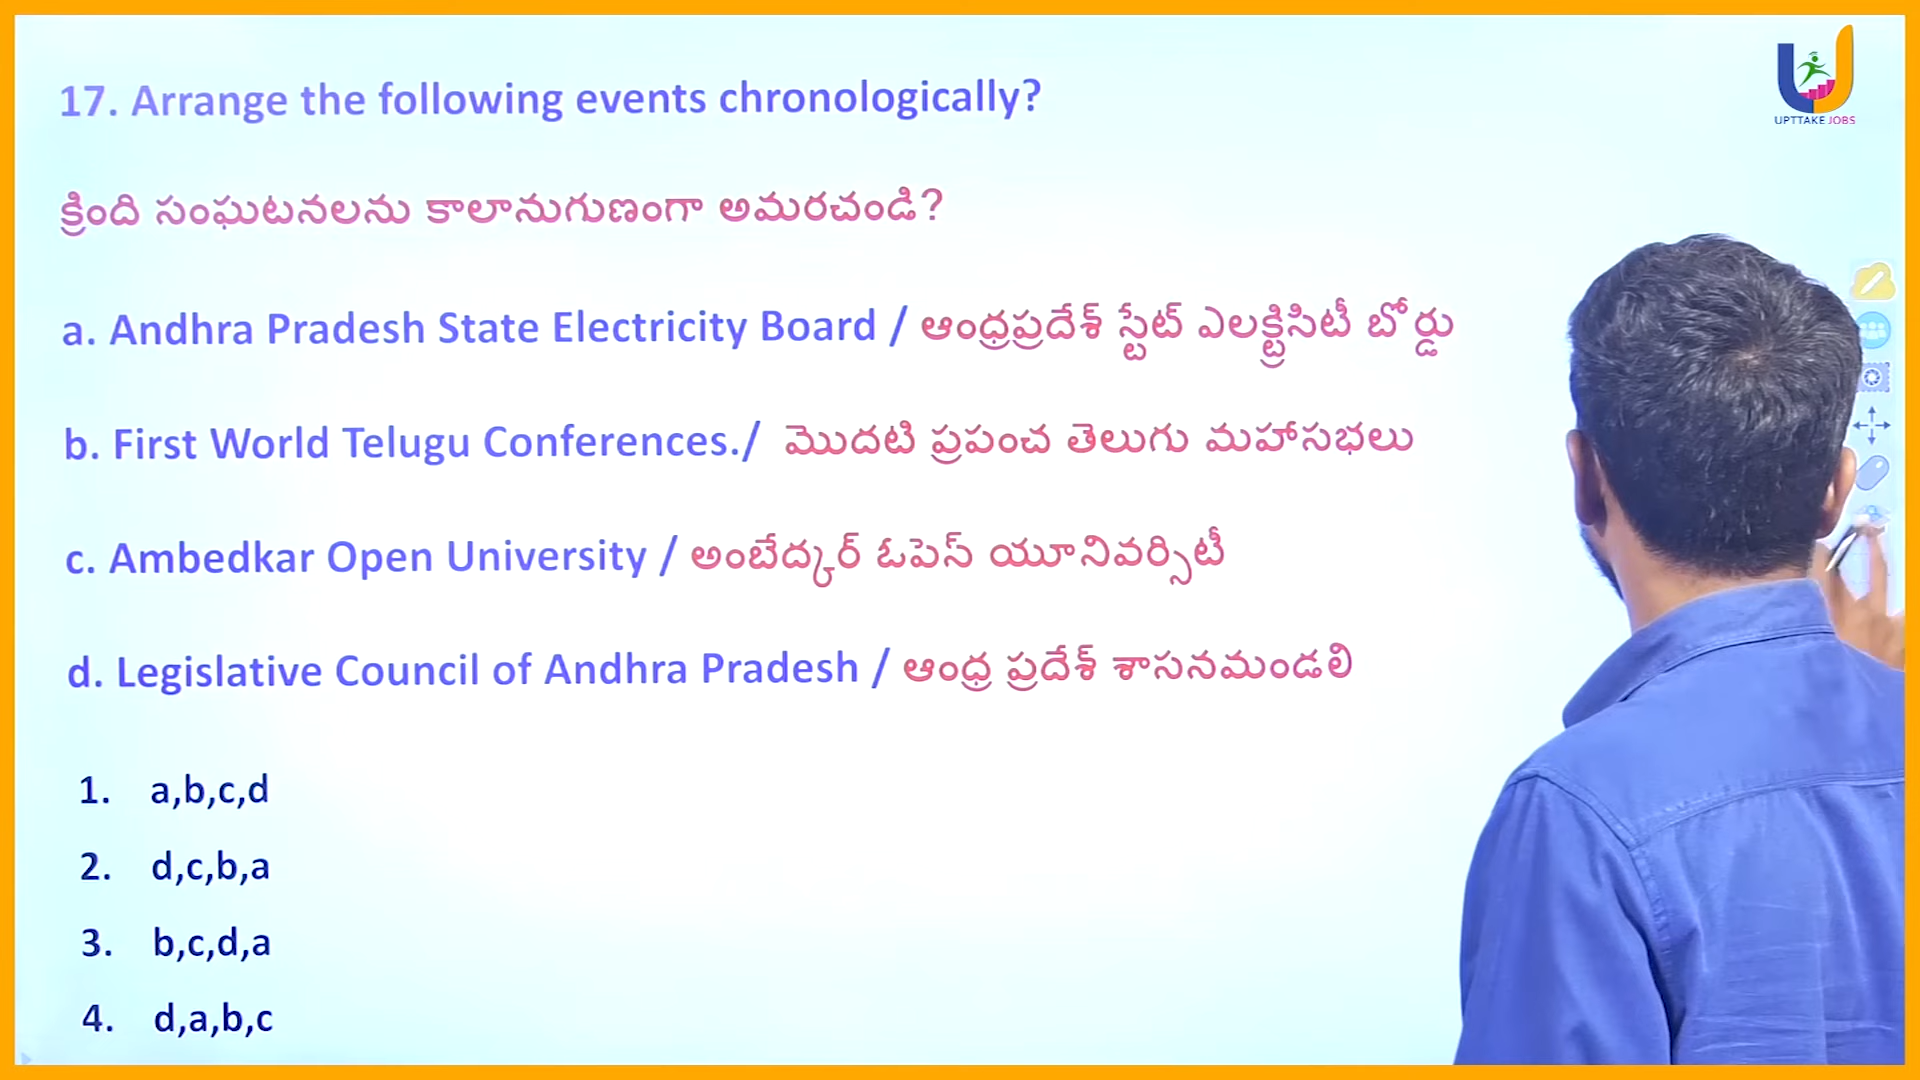 UPTTAKE JOBS
17. Arrange the following events chronologically?
క్రింది సంఘటనలను కాలానుగుణంగా అమరచండి?
a. Andhra Pradesh State Electricity Board / ఆంధ్రప్రదేశ్ స్టేట్ ఎలక్ట్రిసిటీ బోర్డు
b. First World Telugu Conferences./ మొదటి ప్రపంచ తెలుగు మహాసభలు
c. Ambedkar Open University / అంబేద్కర్ ఓపెస్ యూనివర్సిటీ
d. Legislative Council of Andhra Pradesh / ఆంధ్ర ప్రదేశ్ శాసనమండలి
1. a,b,c,d
2. d,c,b,a
3. b,c,d,a
4. d,a,b,c